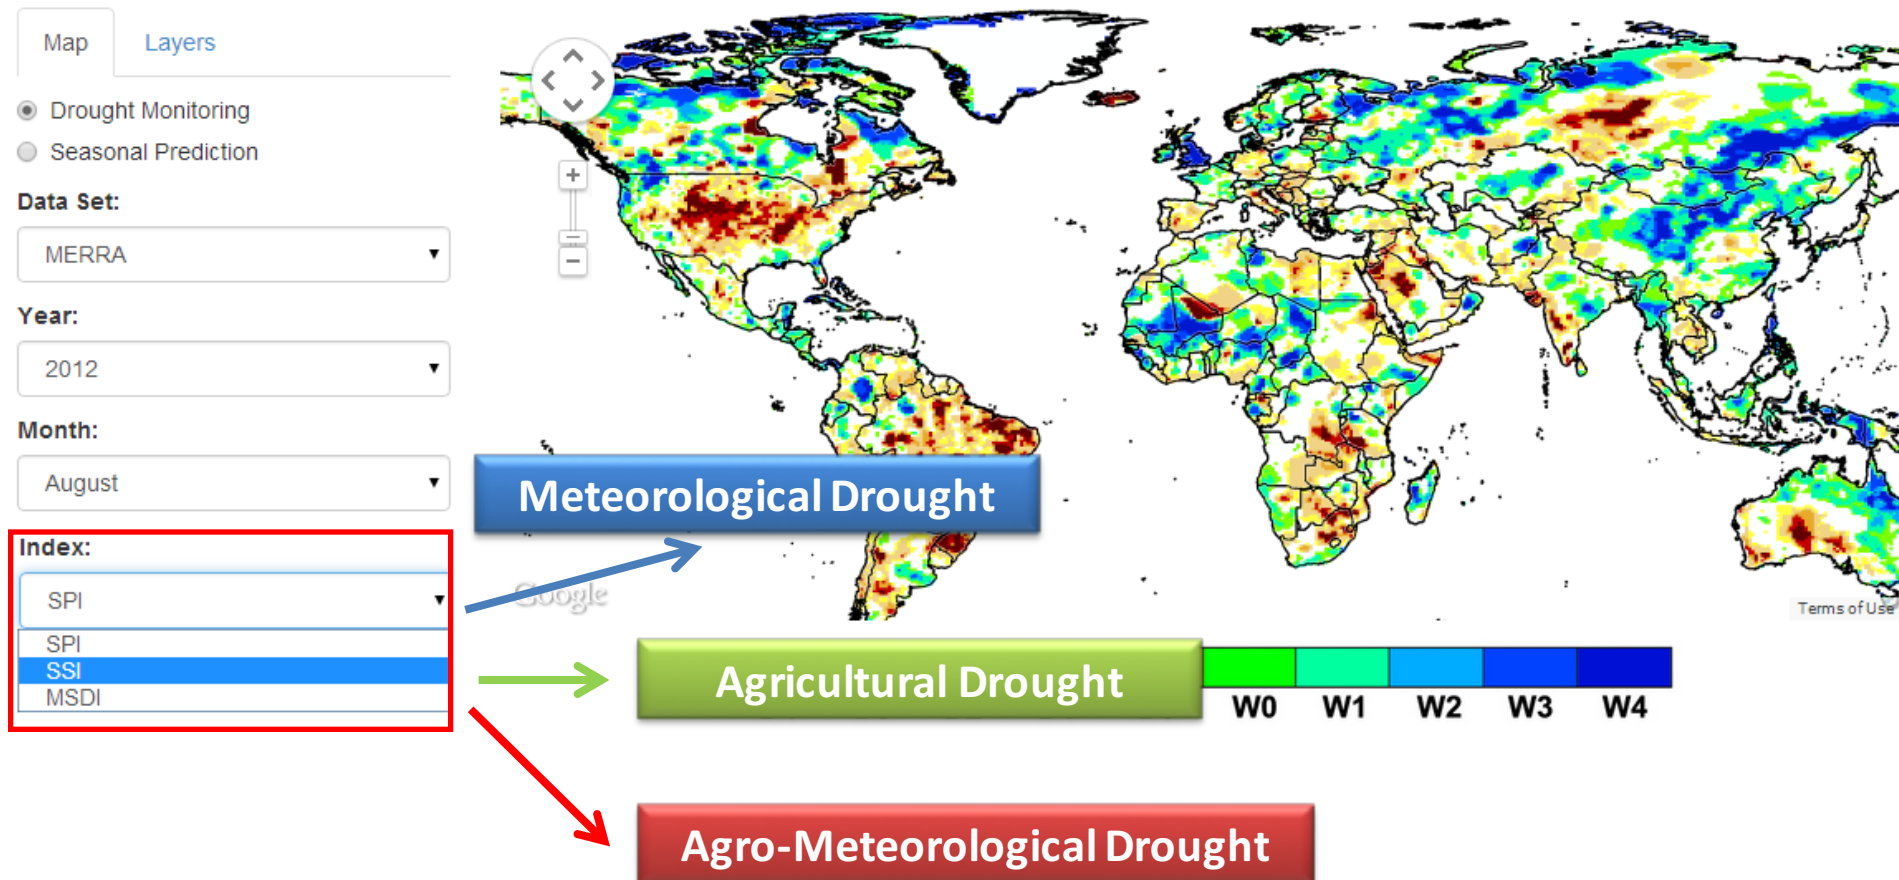 Map
Layers
Drought Monitoring
Seasonal Prediction
Data Set:
MERRA
Year:
2012
Month:
August
Index:
SPI
SPI
SSI
MSDI
Meteorological Drought
Google
Terms of Use
Agricultural Drought
W0 W1 W2 W3 W4
Agro-Meteorological Drought